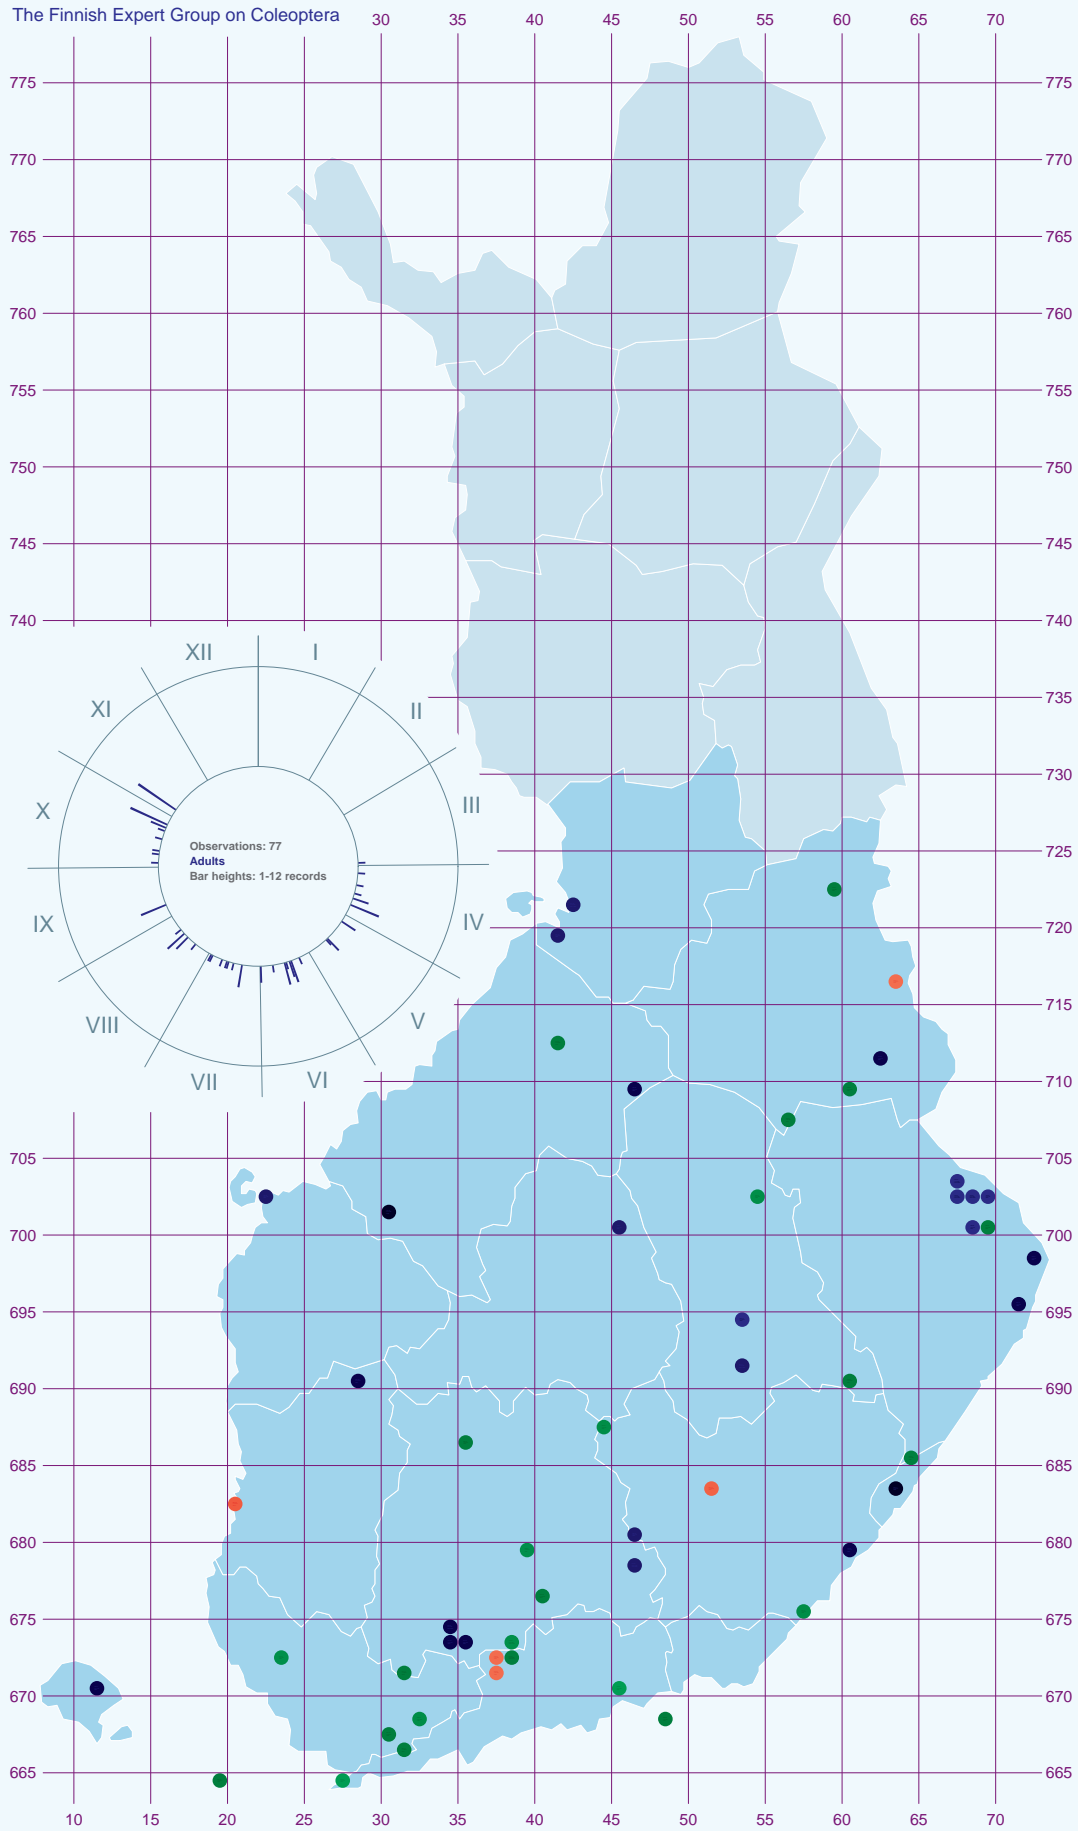 The Finnish Expert Group on Coleoptera
30 35 40 45 50 55 60 65 70
775 775
770 770
765 765
760 760
755 755
750 750
745 745
740 740
XII I
735
XI II
730
X III
Observations: 77
Adults
Bar heights: 1-12 records
725
IX IV
720
VIII V
715
VII VI
710
705 705
700 700
695 695
690 690
685 685
680 680
675 675
670 670
665 665
10 15 20 25 30 35 40 45 50 55 60 65 70